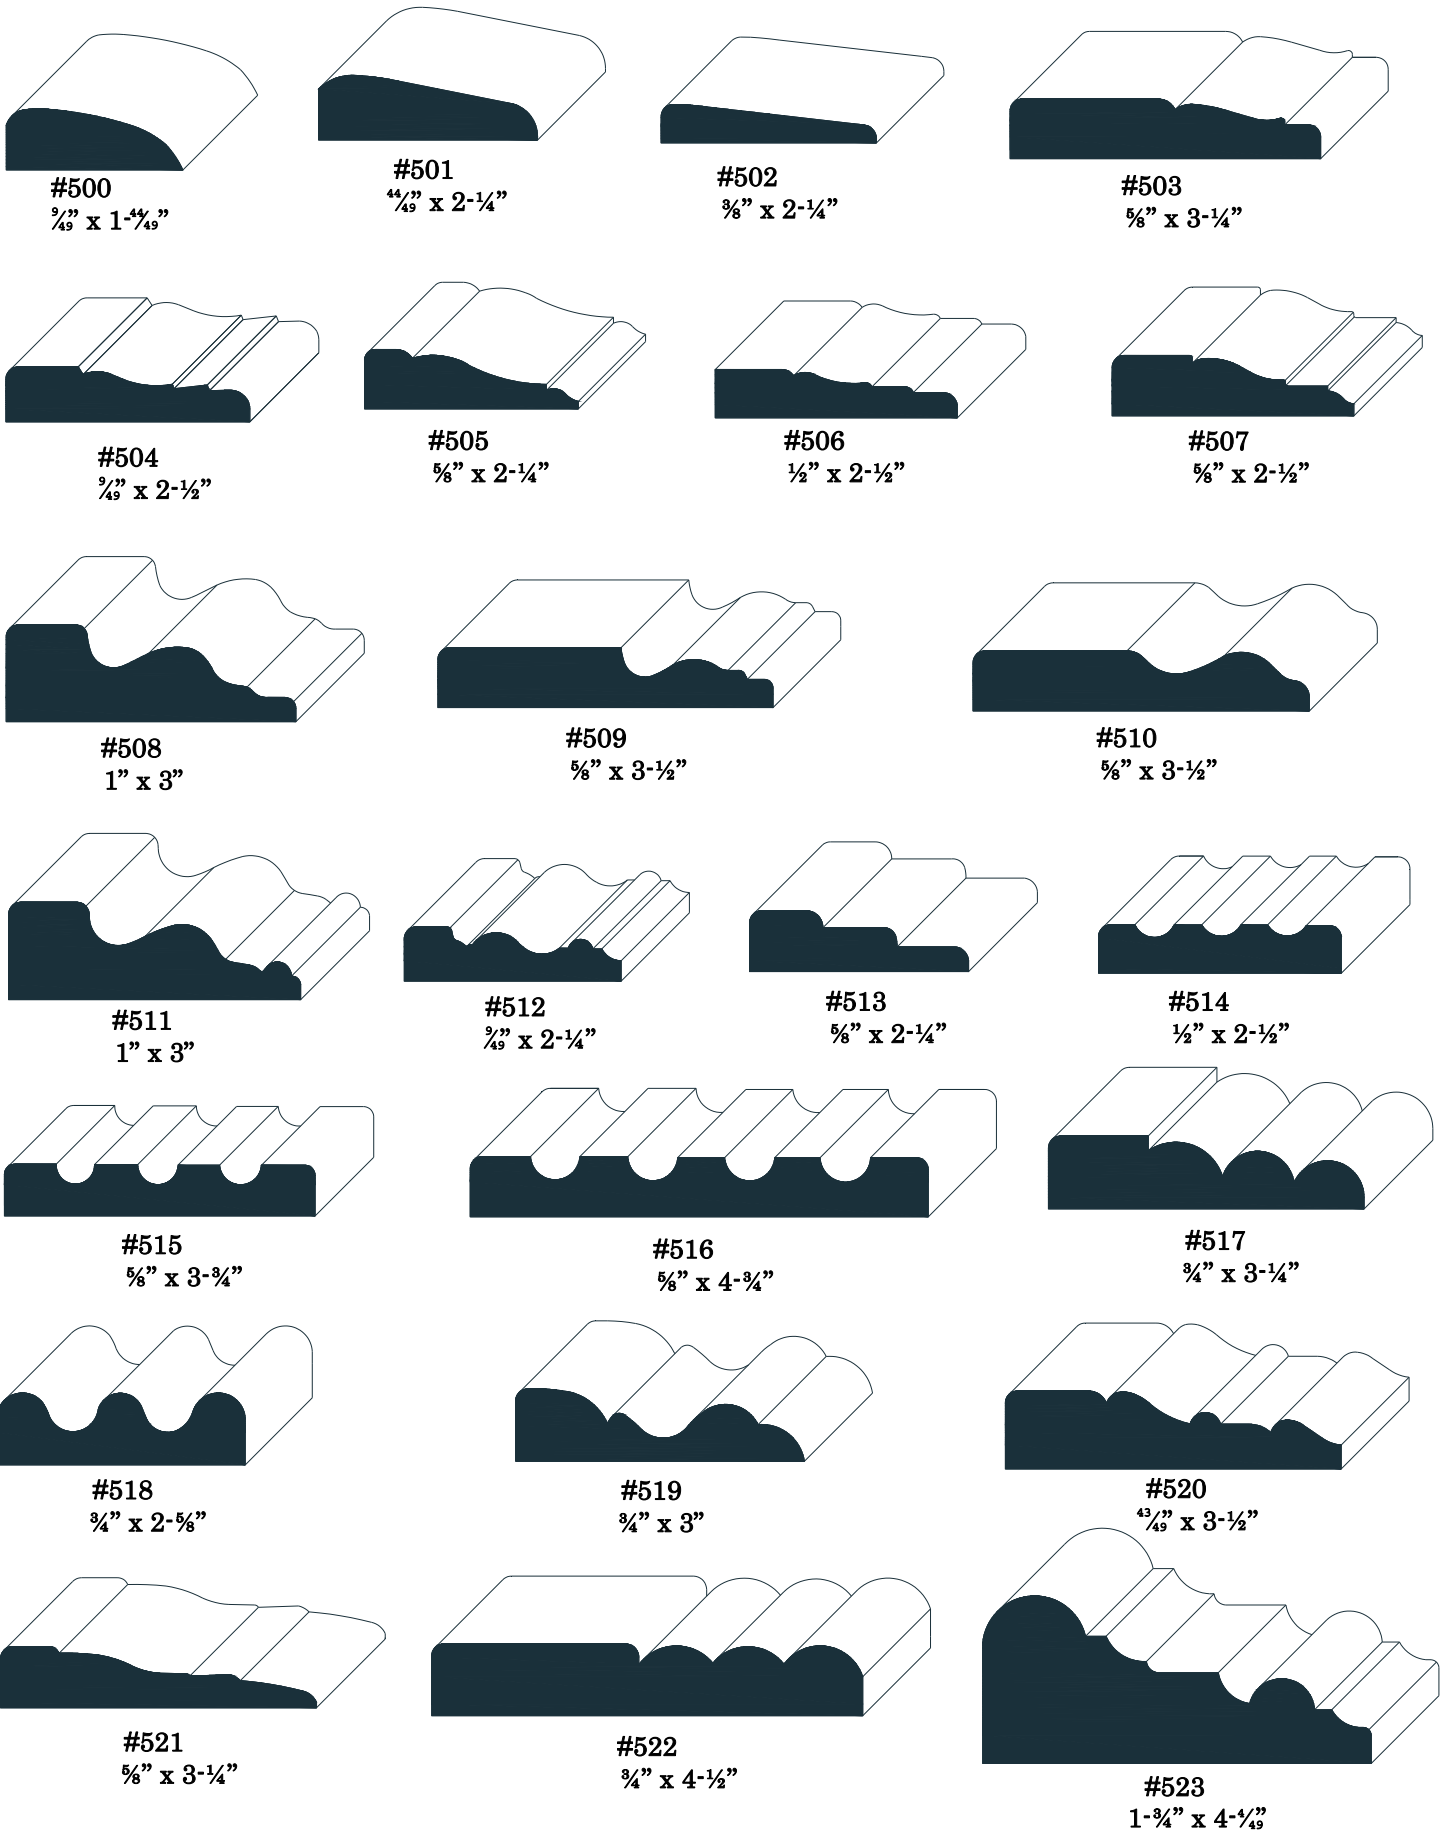 #500
⁹⁄₄₉” x 1-⁴⁴⁄₄₉”
#501
⁴⁴⁄₄₉” x 2-¼”
#502
⅜” x 2-¼”
#503
⅝” x 3-¼”
#504
⁹⁄₄₉” x 2-½”
#505
⅝” x 2-¼”
#506
½” x 2-½”
#507
⅝” x 2-½”
#508
1” x 3”
#509
⅝” x 3-½”
#510
⅝” x 3-½”
#511
1” x 3”
#512
⁹⁄₄₉” x 2-¼”
#513
⅝” x 2-¼”
#514
½” x 2-½”
#515
⅝” x 3-¾”
#516
⅝” x 4-¾”
#517
¾” x 3-¼”
#518
¾” x 2-⅝”
#519
¾” x 3”
#520
⁴³⁄₄₉” x 3-½”
#521
⅝” x 3-¼”
#522
¾” x 4-½”
#523
1-¾” x 4-⁴⁄₄₉”